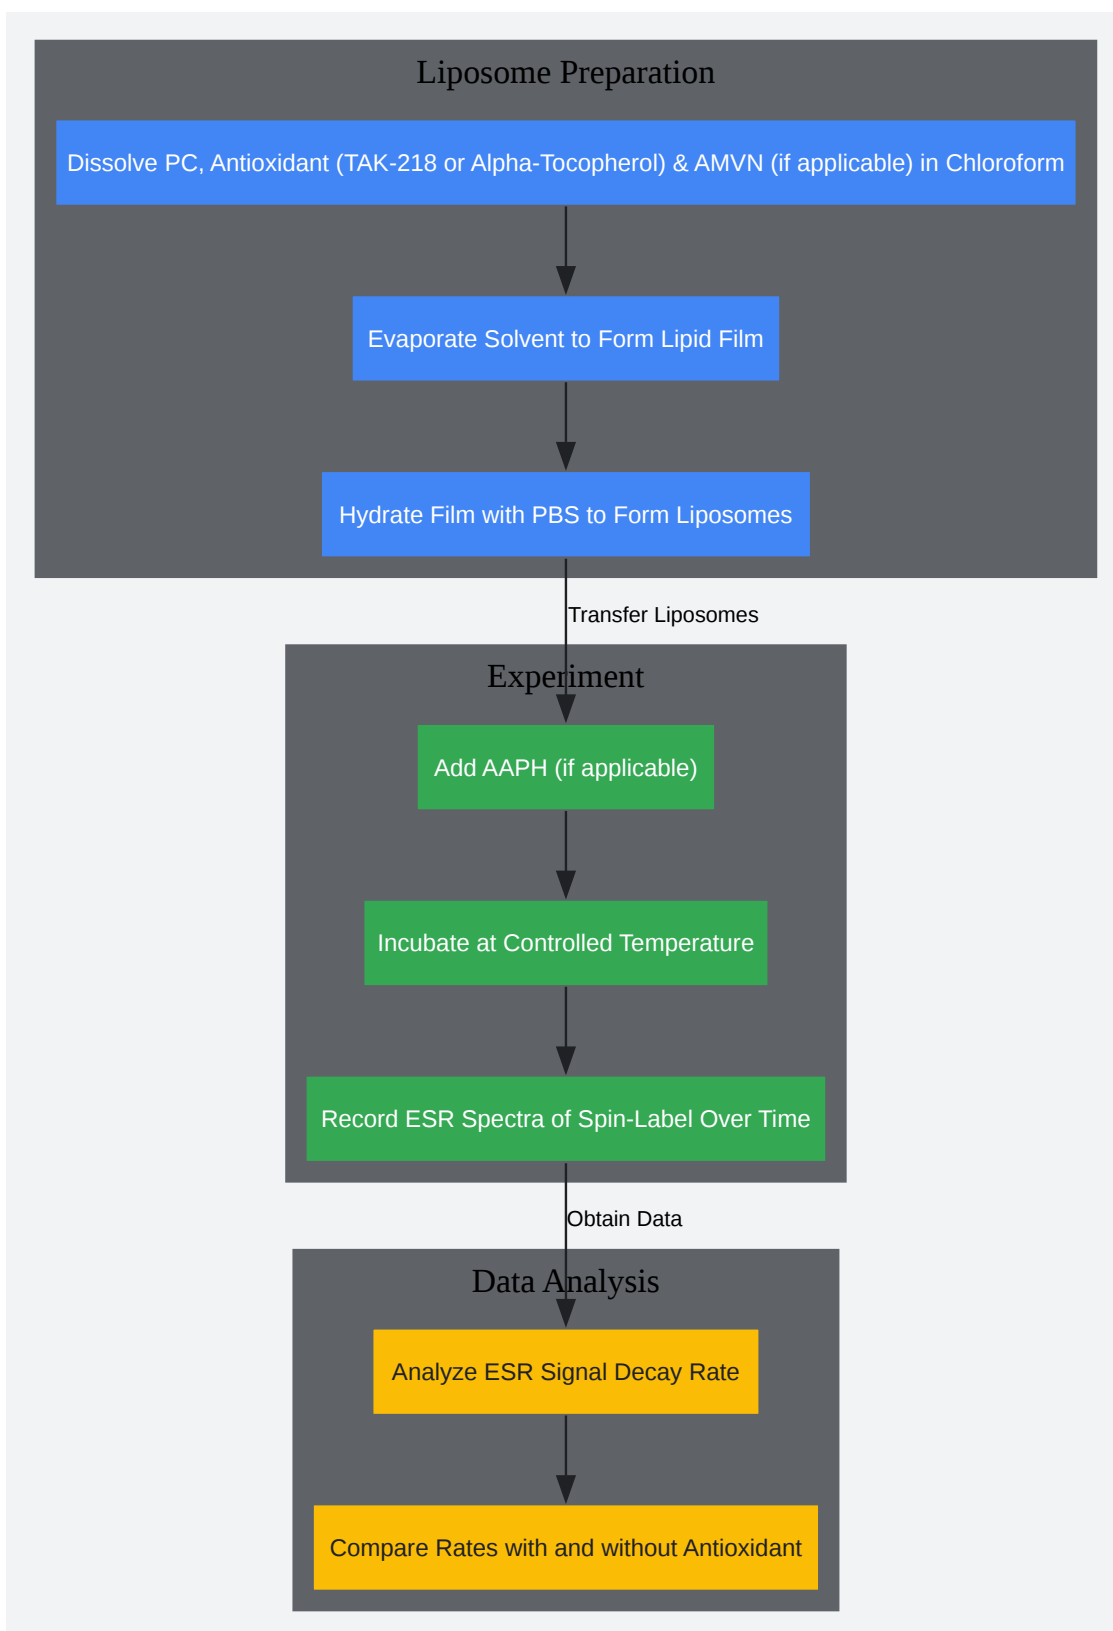 Liposome Preparation
Dissolve PC, Antioxidant (TAK-218 or Alpha-Tocopherol) & AMVN (if applicable) in Chloroform
Evaporate Solvent to Form Lipid Film
Hydrate Film with PBS to Form Liposomes
Transfer Liposomes
Experiment
Add AAPH (if applicable)
Incubate at Controlled Temperature
Record ESR Spectra of Spin-Label Over Time
Obtain Data
Data Analysis
Analyze ESR Signal Decay Rate
Compare Rates with and without Antioxidant